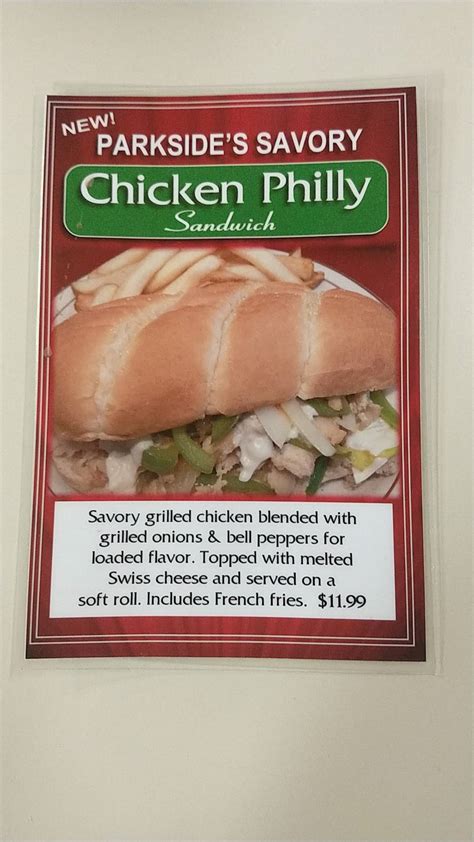 NEW!
PARKSIDE'S SAVORY
Chicken Philly
Sandwich
Savory grilled chicken blended with
grilled onions & bell peppers for
loaded flavor. Topped with melted
Swiss cheese and served on a
soft roll. Includes French fries. $11.99